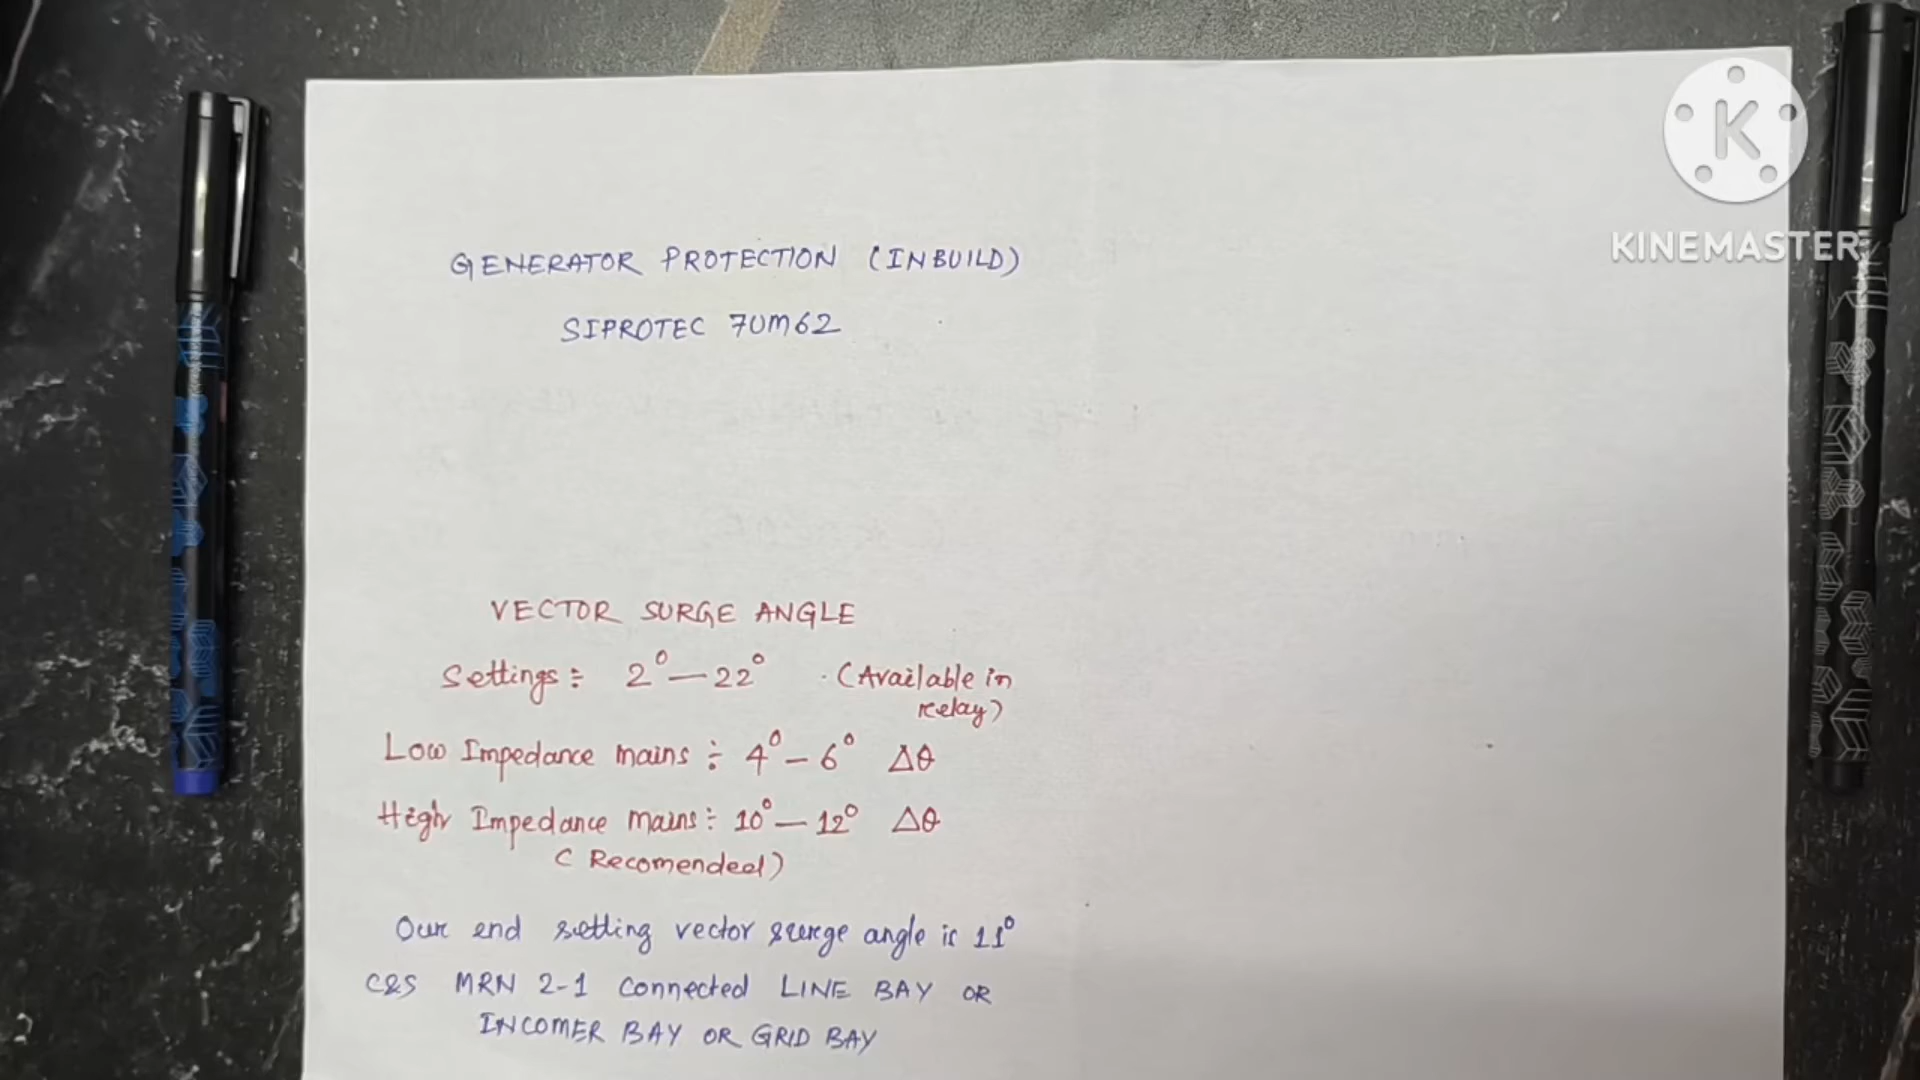 KINEMASTER
GENERATOR PROTECTION (INBUILD)
SIPROTEC 7UM62
VECTOR SURGE ANGLE
Settings ÷ 2° — 22° (Available in
relay)
Low Impedance mains ÷ 4° – 6° Δθ
High Impedance mains ÷ 10° — 12° Δθ
( Recomended)
Our end setting vector surge angle is 11°
C&S MRN 2-1 Connected LINE BAY OR
INCOMER BAY OR GRID BAY